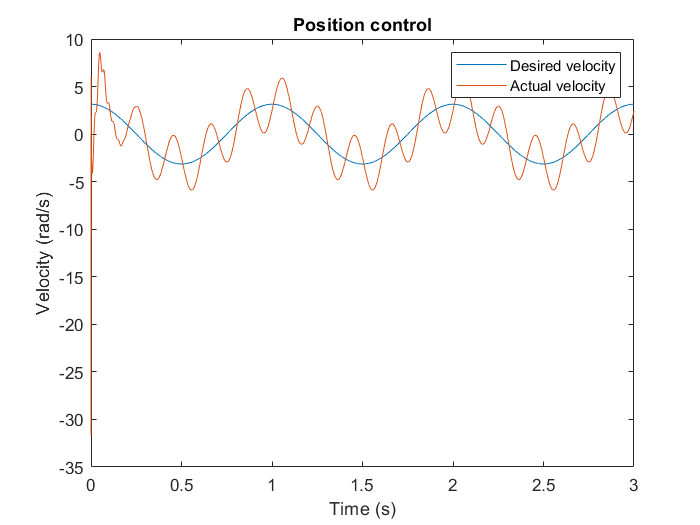 Position control
10
5
0
-5
-10
-15
-20
-25
-30
-35
Velocity (rad/s)
Desired velocity
Actual velocity
0 0.5 1 1.5 2 2.5 3
Time (s)